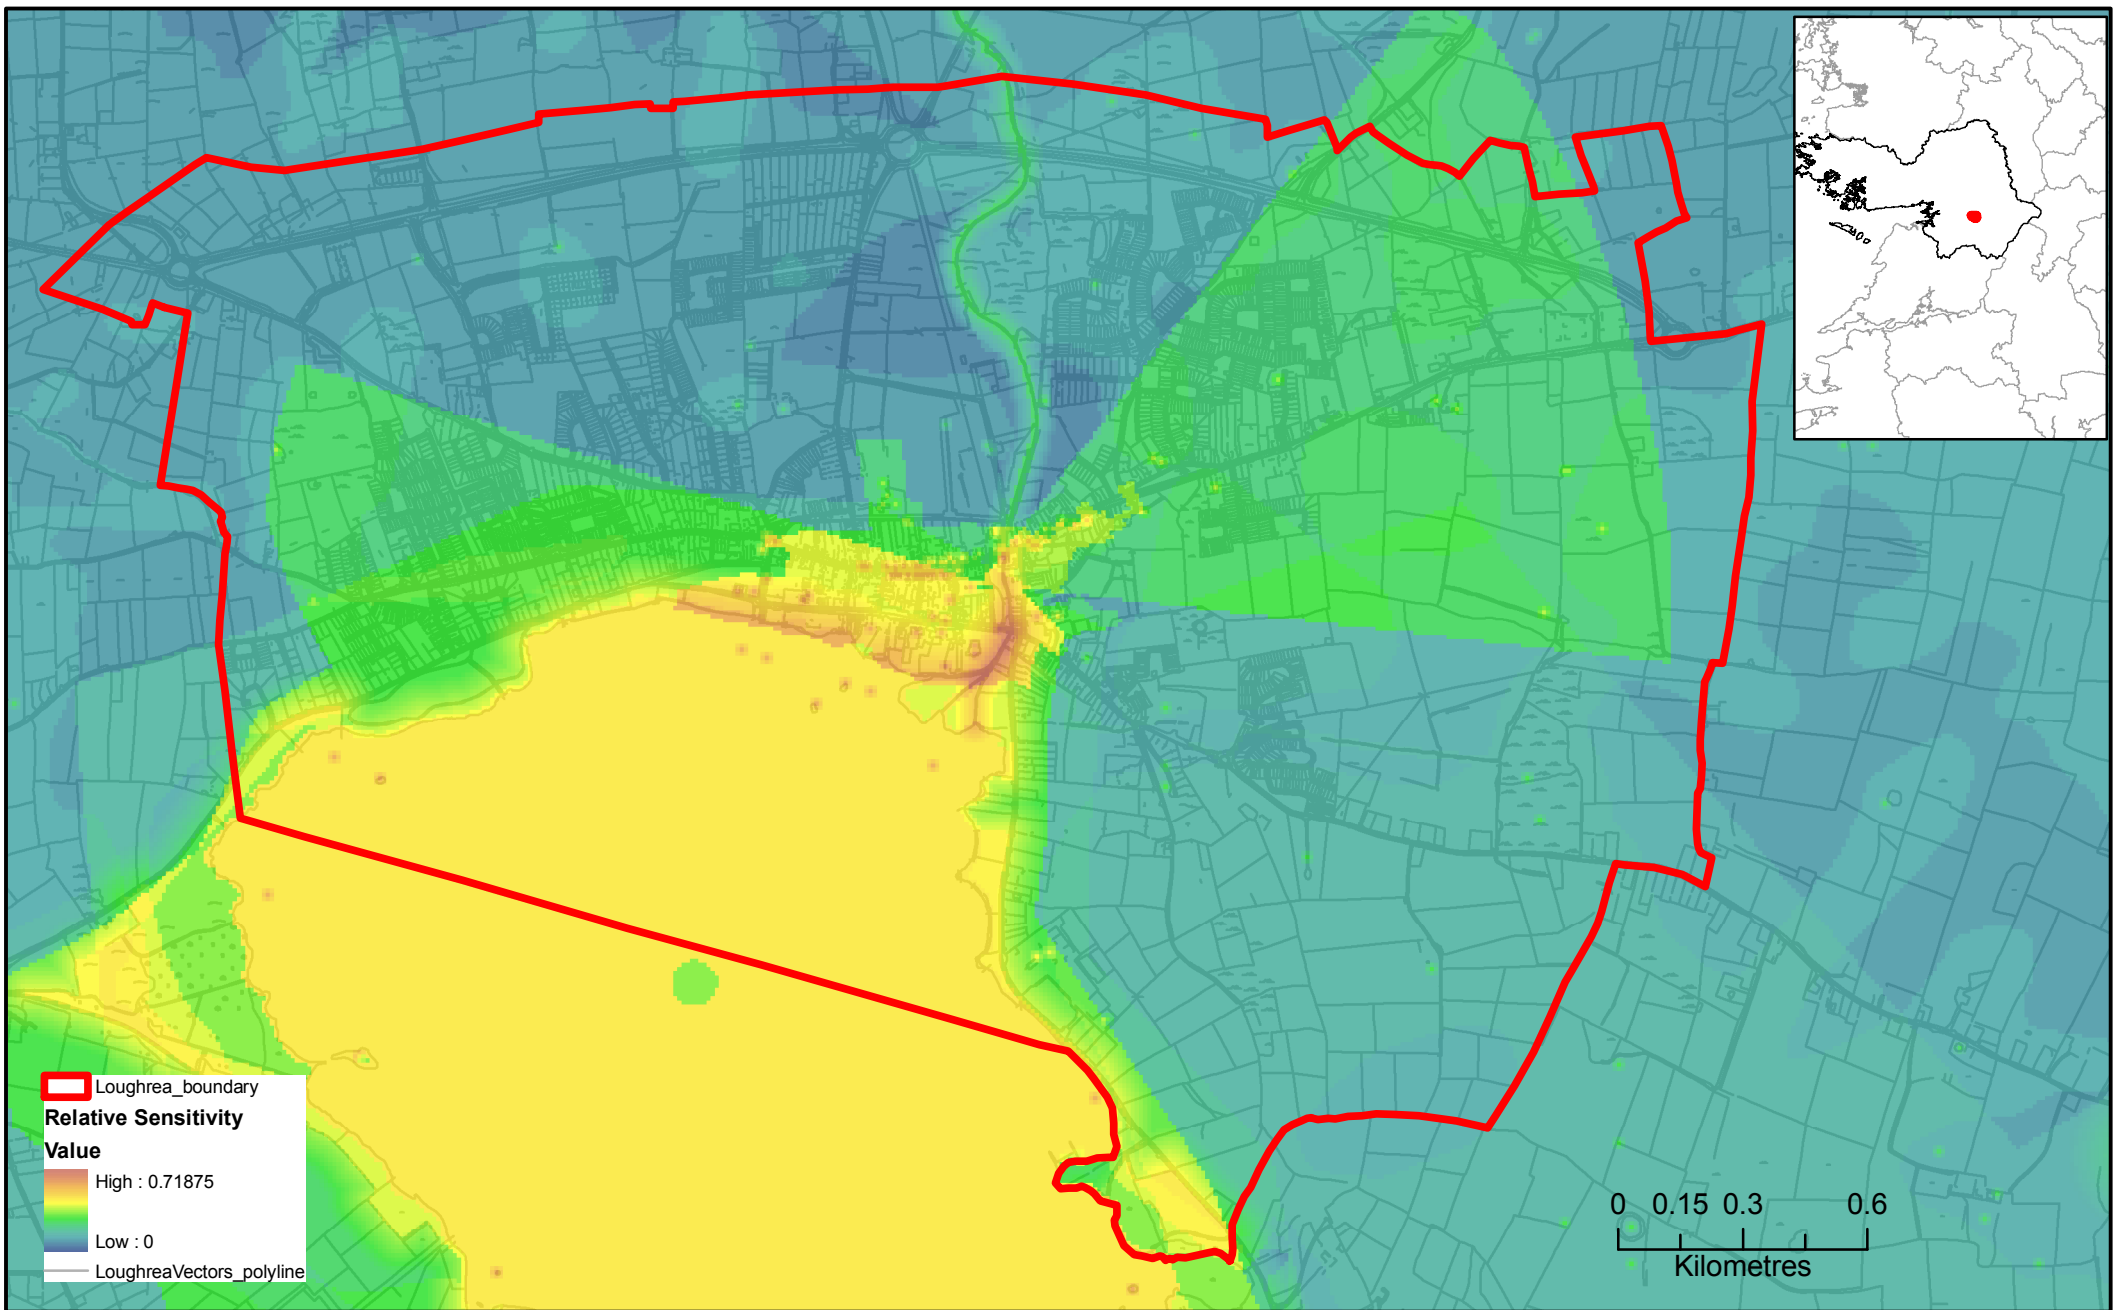 Loughrea_boundary
Relative Sensitivity
Value
High : 0.71875
Low : 0
LoughreaVectors_polyline
0 0.15 0.3 0.6
Kilometres